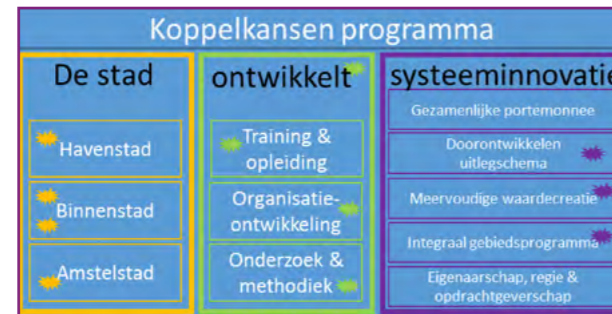 Koppelkansen programma
De stad
Havenstad
Binnenstad
Amstelstad
ontwikkelt
Training &
opleiding
Organisatie-
ontwikkeling
Onderzoek &
methodiek
systeeminnovatie
Gezamenlijke portemonnee
Doorontwikkelen
uitlegschema
Meervoudige waardecreatie
Integraal gebiedsprogramma
Eigenaarschap, regie &
opdrachtgeverschap